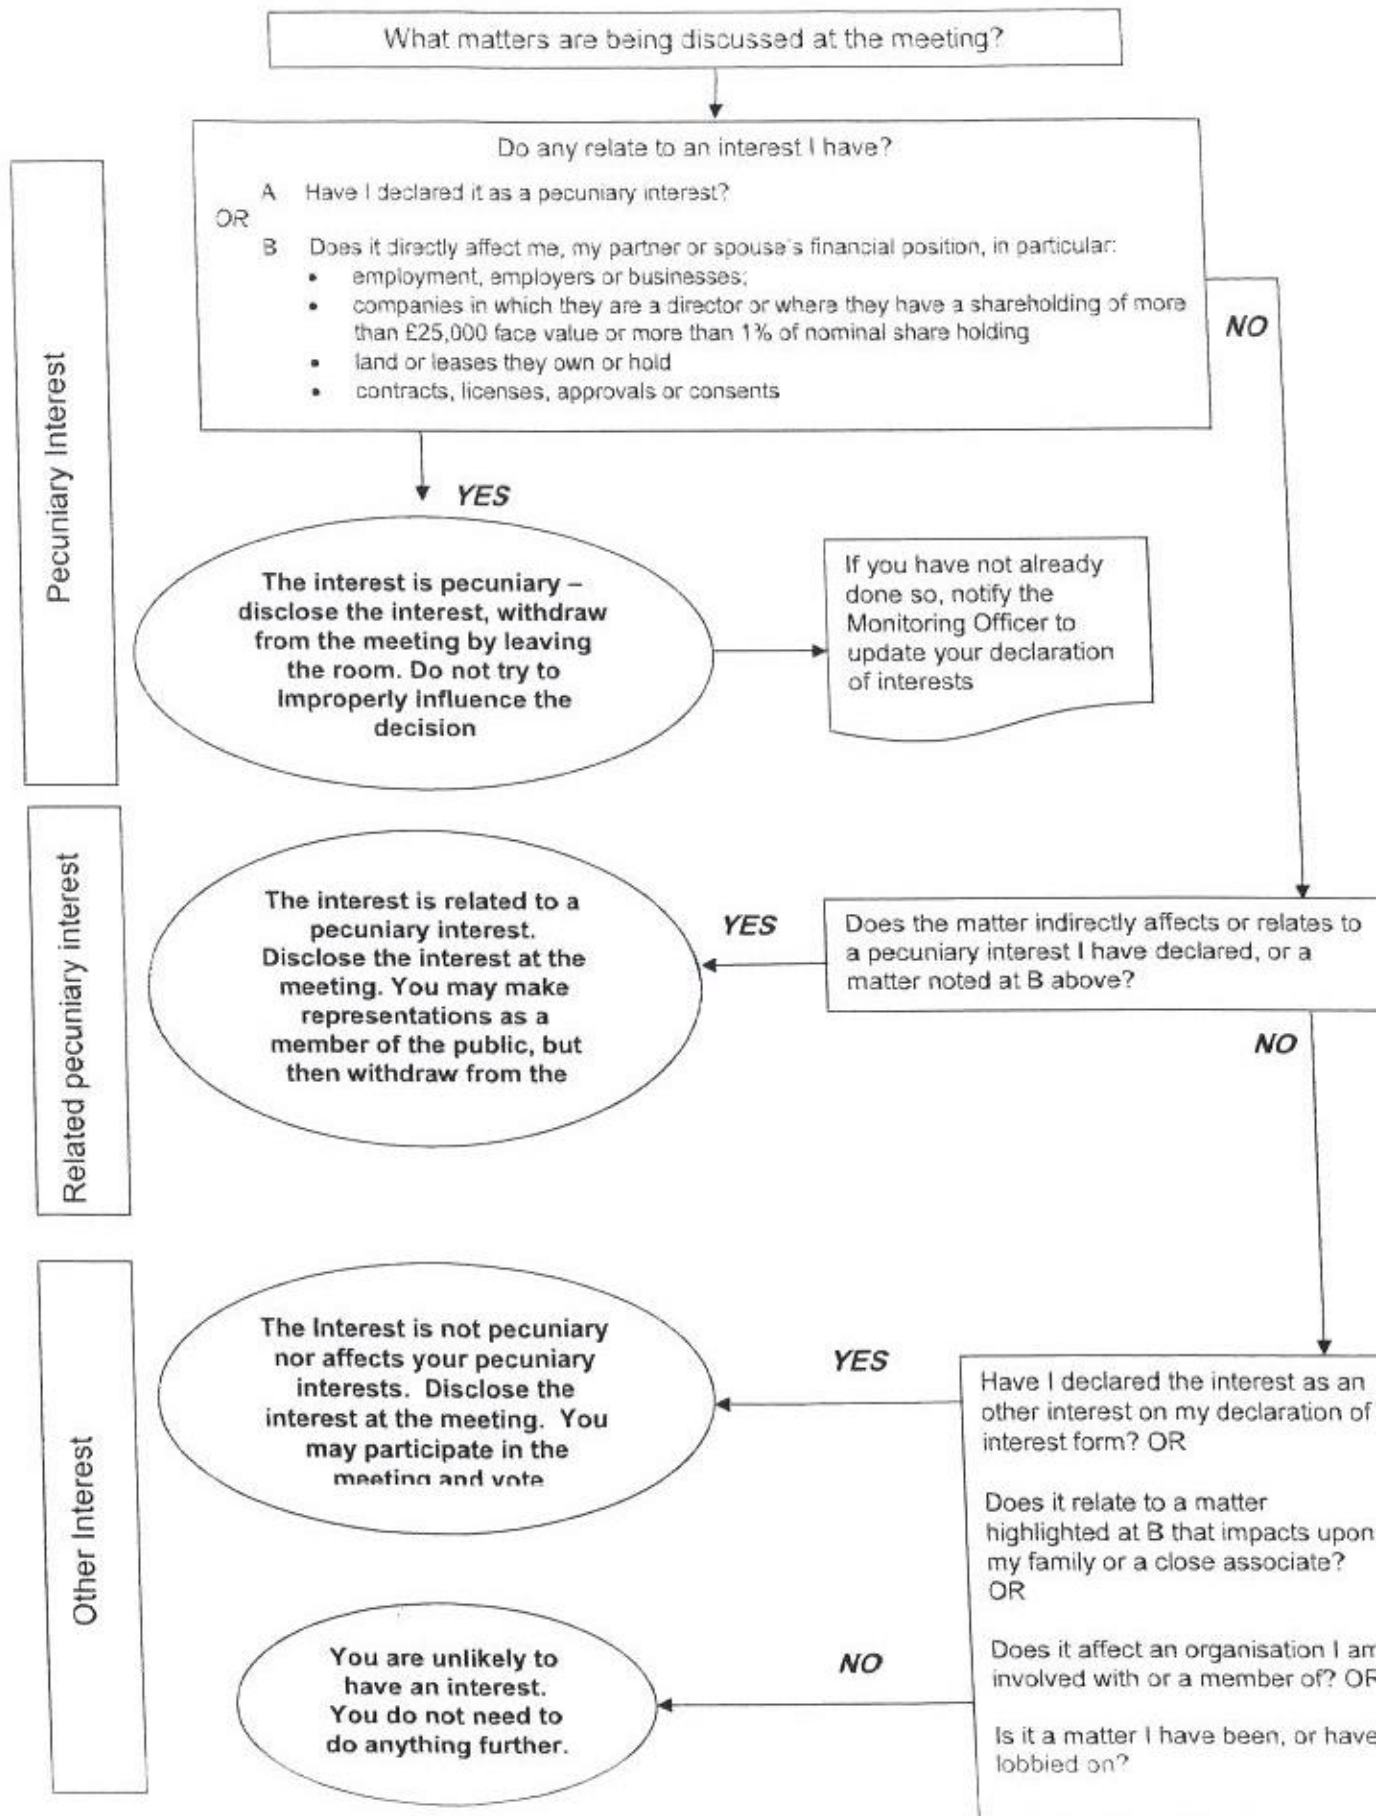 What matters are being discussed at the meeting?
Do any relate to an interest I have?
A Have I declared it as a pecuniary interest?
OR
B Does it directly affect me, my partner or spouse's financial position, in particular:
• employment, employers or businesses;
• companies in which they are a director or where they have a shareholding of more
than £25,000 face value or more than 1% of nominal share holding
• land or leases they own or hold
• contracts, licenses, approvals or consents
NO
Pecuniary Interest
YES
The interest is pecuniary –
disclose the interest, withdraw
from the meeting by leaving
the room. Do not try to
improperly influence the
decision
If you have not already
done so, notify the
Monitoring Officer to
update your declaration
of interests
Related pecuniary interest
The interest is related to a
pecuniary interest.
Disclose the interest at the
meeting. You may make
representations as a
member of the public, but
then withdraw from the
YES
Does the matter indirectly affects or relates to
a pecuniary interest I have declared, or a
matter noted at B above?
NO
Other Interest
The Interest is not pecuniary
nor affects your pecuniary
interests. Disclose the
interest at the meeting. You
may participate in the
meeting and vote
YES
Have I declared the interest as an
other interest on my declaration of
interest form? OR
Does it relate to a matter
highlighted at B that impacts upon
my family or a close associate?
OR
Does it affect an organisation I am
involved with or a member of? OR
Is it a matter I have been, or have
lobbied on?
NO
You are unlikely to
have an interest.
You do not need to
do anything further.